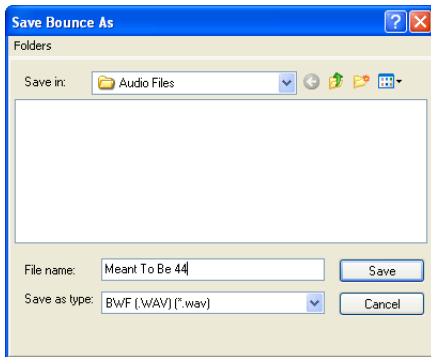 Save Bounce As
Folders
Save in: Audio Files
File name: Meant To Be 44
Save
Save as type: BWF (.WAV) (*.wav)
Cancel